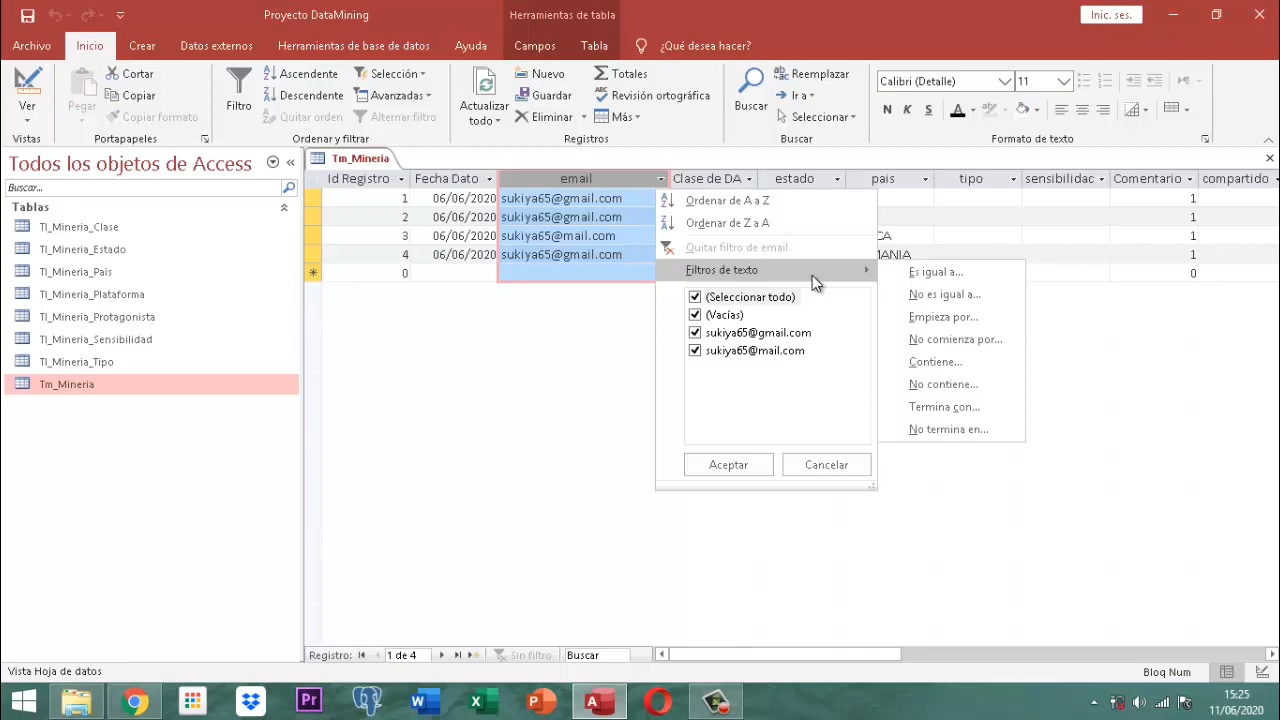 Proyecto DataMining
Herramientas de tabla
Inic. ses.
Archivo
Inicio
Crear
Datos externos
Herramientas de base de datos
Ayuda
Campos
Tabla
¿Qué desea hacer?
Ver
Vistas
Pegar
Cortar
Copiar
Copiar formato
Portapapeles
Filtro
Ascendente
Descendente
Quitar orden
Selección
Avanzadas
Alternar filtro
Ordenar y filtrar
Actualizar todo
Nuevo
Guardar
Eliminar
Totales
Revisión ortográfica
Más
Registros
Buscar
Reemplazar
Ir a
Seleccionar
Buscar
Calibri (Detalle)
11
N K S
Formato de texto
Todos los objetos de Access
Buscar...
Tablas
Tl_Mineria_Clase
Tl_Mineria_Estado
Tl_Mineria_Pais
Tl_Mineria_Plataforma
Tl_Mineria_Protagonista
Tl_Mineria_Sensibilidad
Tl_Mineria_Tipo
Tm_Mineria
Tm_Mineria
Id Registro Fecha Dato email Clase de DA estado pais tipo sensibilidac Comentario compartido
1 06/06/2020 sukiya65@gmail.com 1
2 06/06/2020 sukiya65@gmail.com 1
3 06/06/2020 sukiya65@mail.com CA 1
4 06/06/2020 sukiya65@gmail.com MANIA 1
0 0
Ordenar de A a Z
Ordenar de Z a A
Quitar filtro de email
Filtros de texto
(Seleccionar todo)
(Vacías)
sukiya65@gmail.com
sukiya65@mail.com
Aceptar
Cancelar
Es igual a...
No es igual a...
Empieza por...
No comienza por...
Contiene...
No contiene...
Termina con...
No termina en...
Registro: 1 de 4 Sin filtro Buscar
Vista Hoja de datos
Bloq Num
15:25
11/06/2020